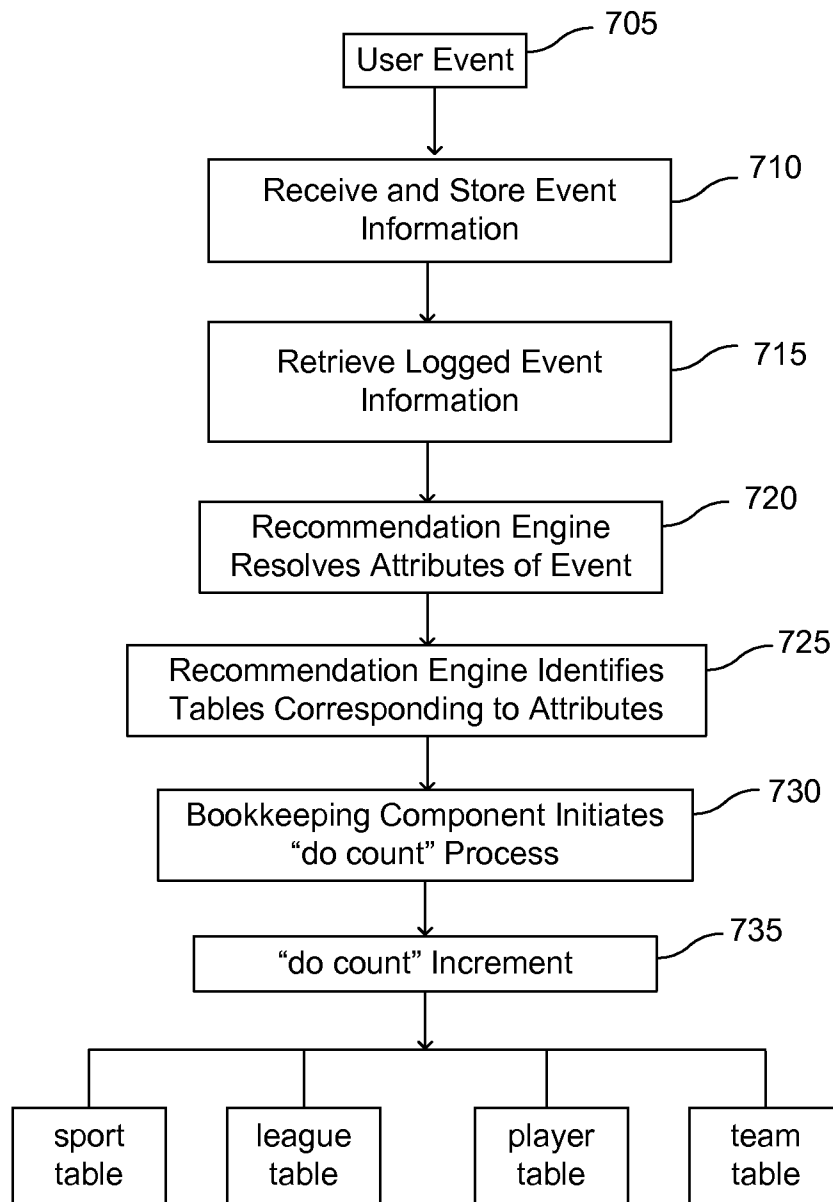 705
User Event
710
Receive and Store Event
Information
715
Retrieve Logged Event
Information
720
Recommendation Engine
Resolves Attributes of Event
725
Recommendation Engine Identifies
Tables Corresponding to Attributes
730
Bookkeeping Component Initiates
“do count” Process
735
“do count” Increment
sport
table
league
table
player
table
team
table